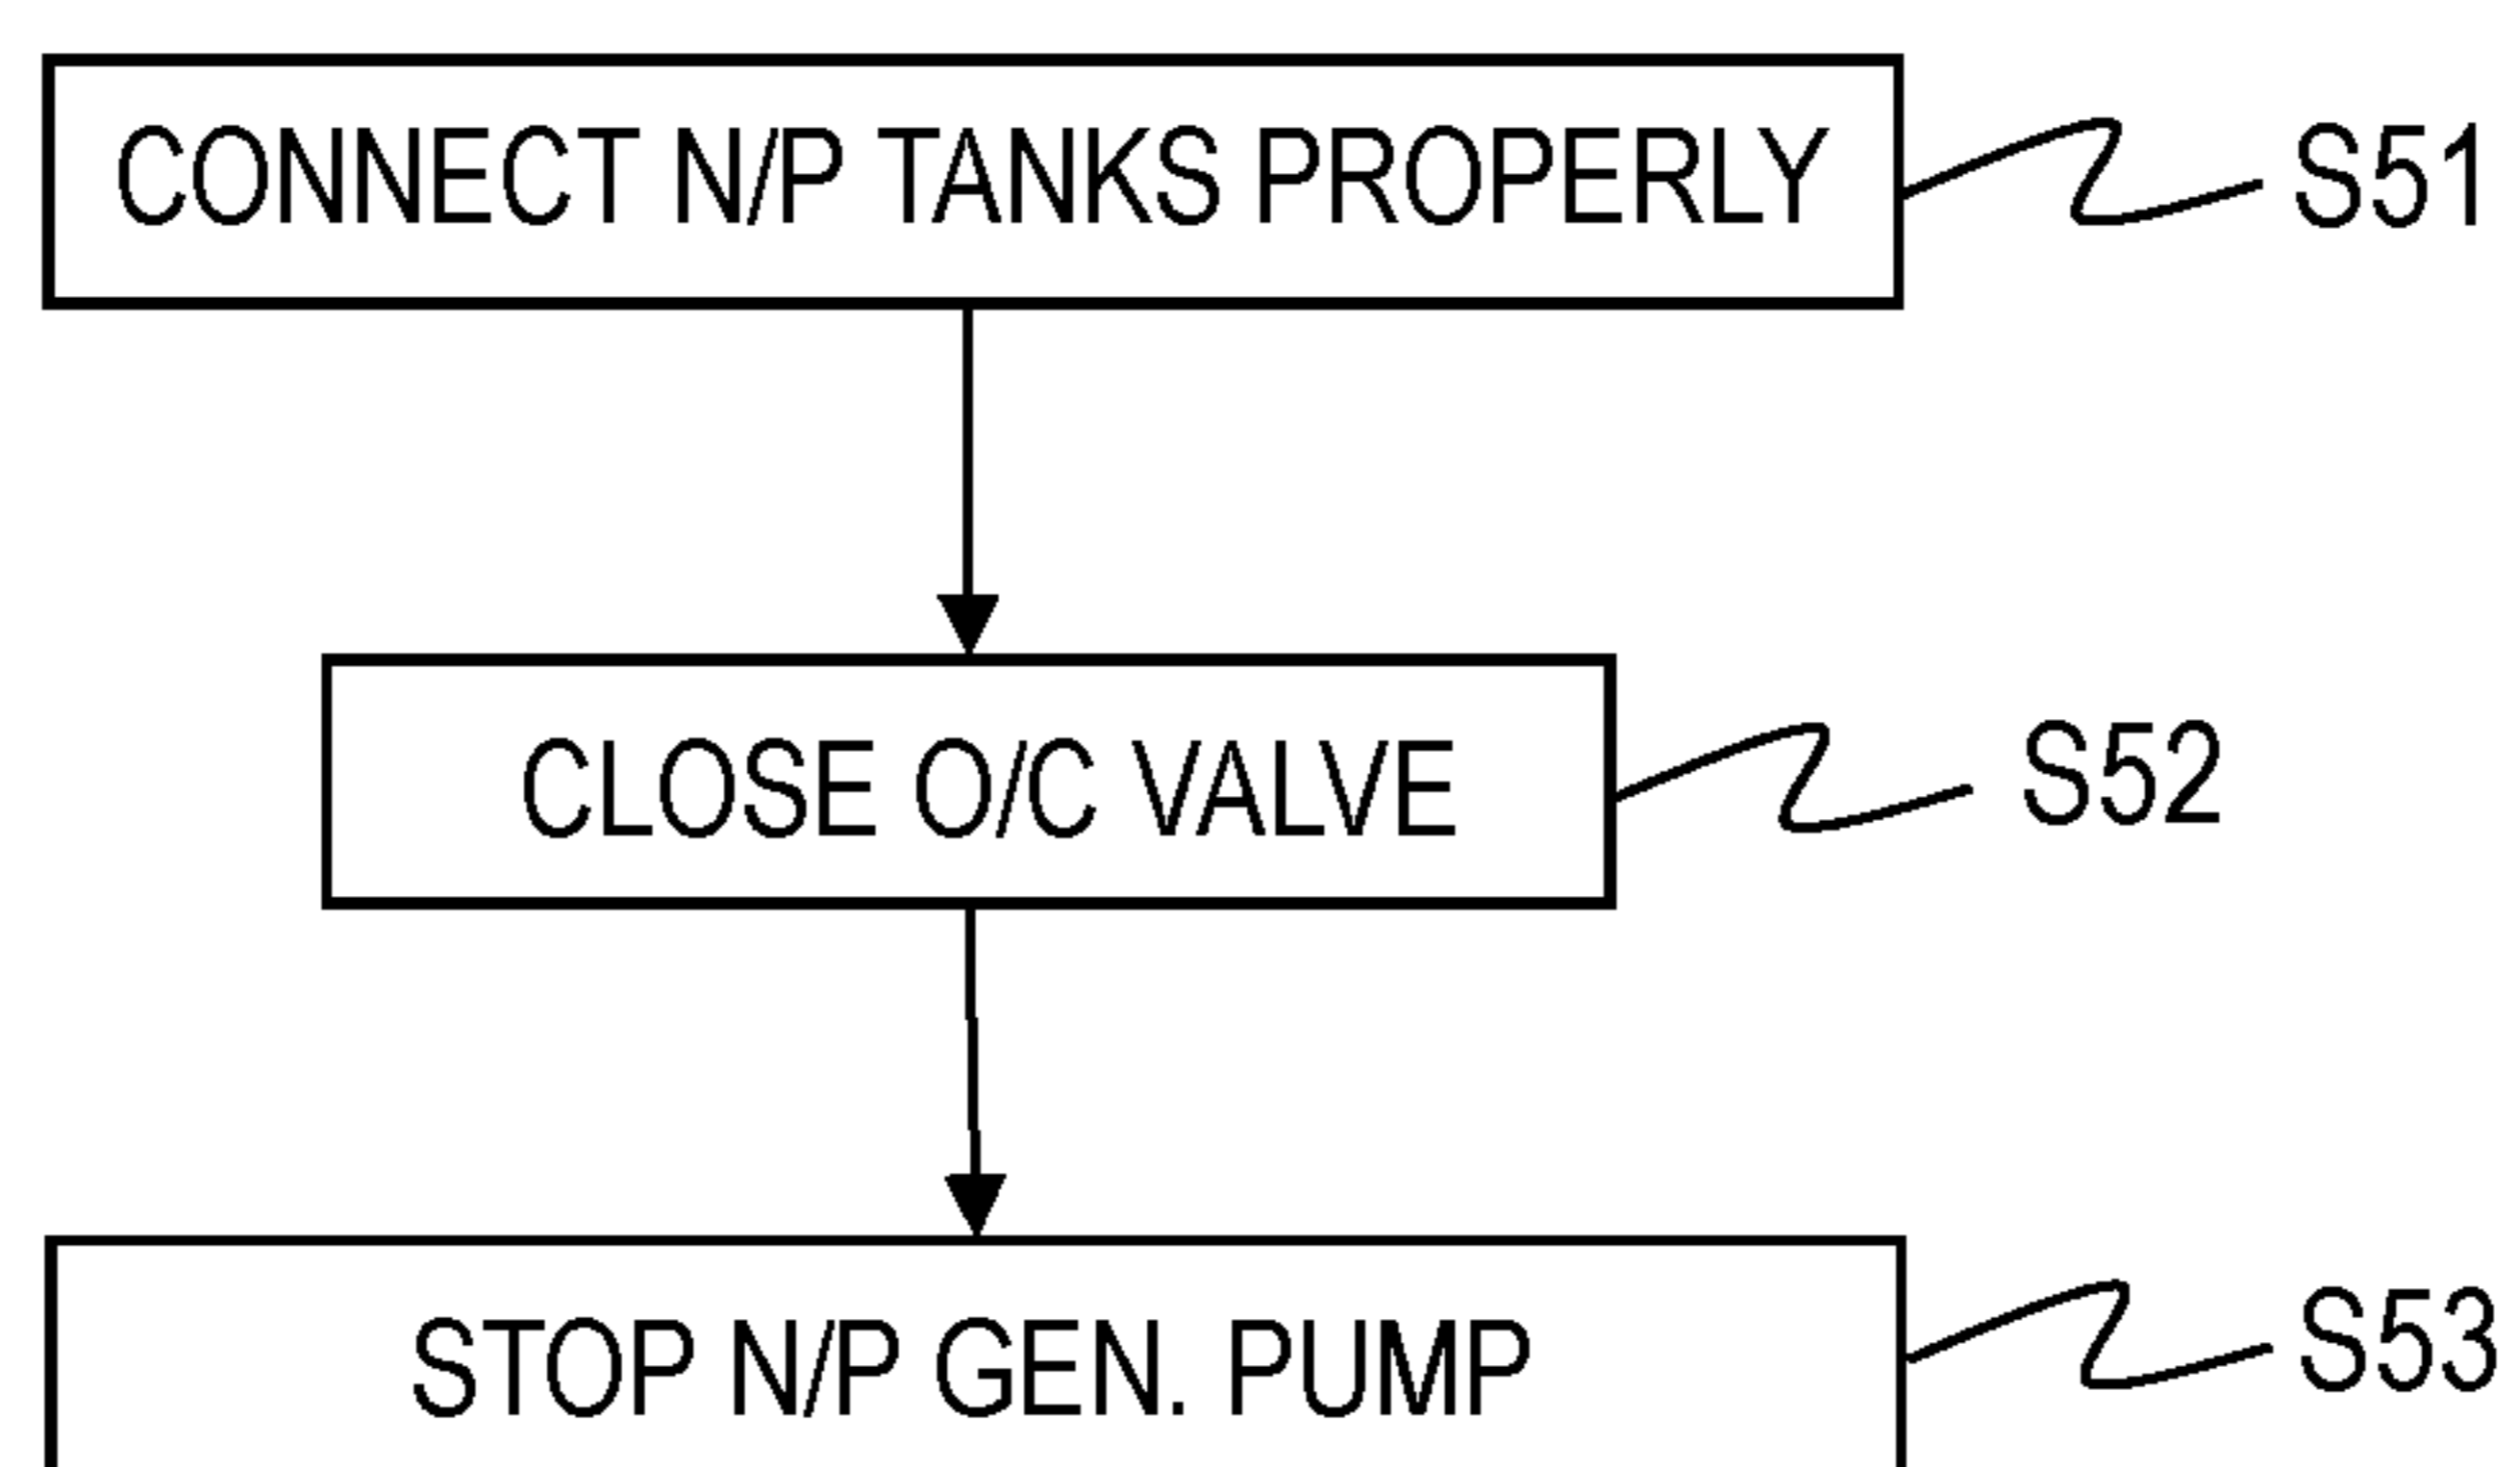 CONNECT N/P TANKS PROPERLY S51
CLOSE O/C VALVE S52
STOP N/P GEN. PUMP S53